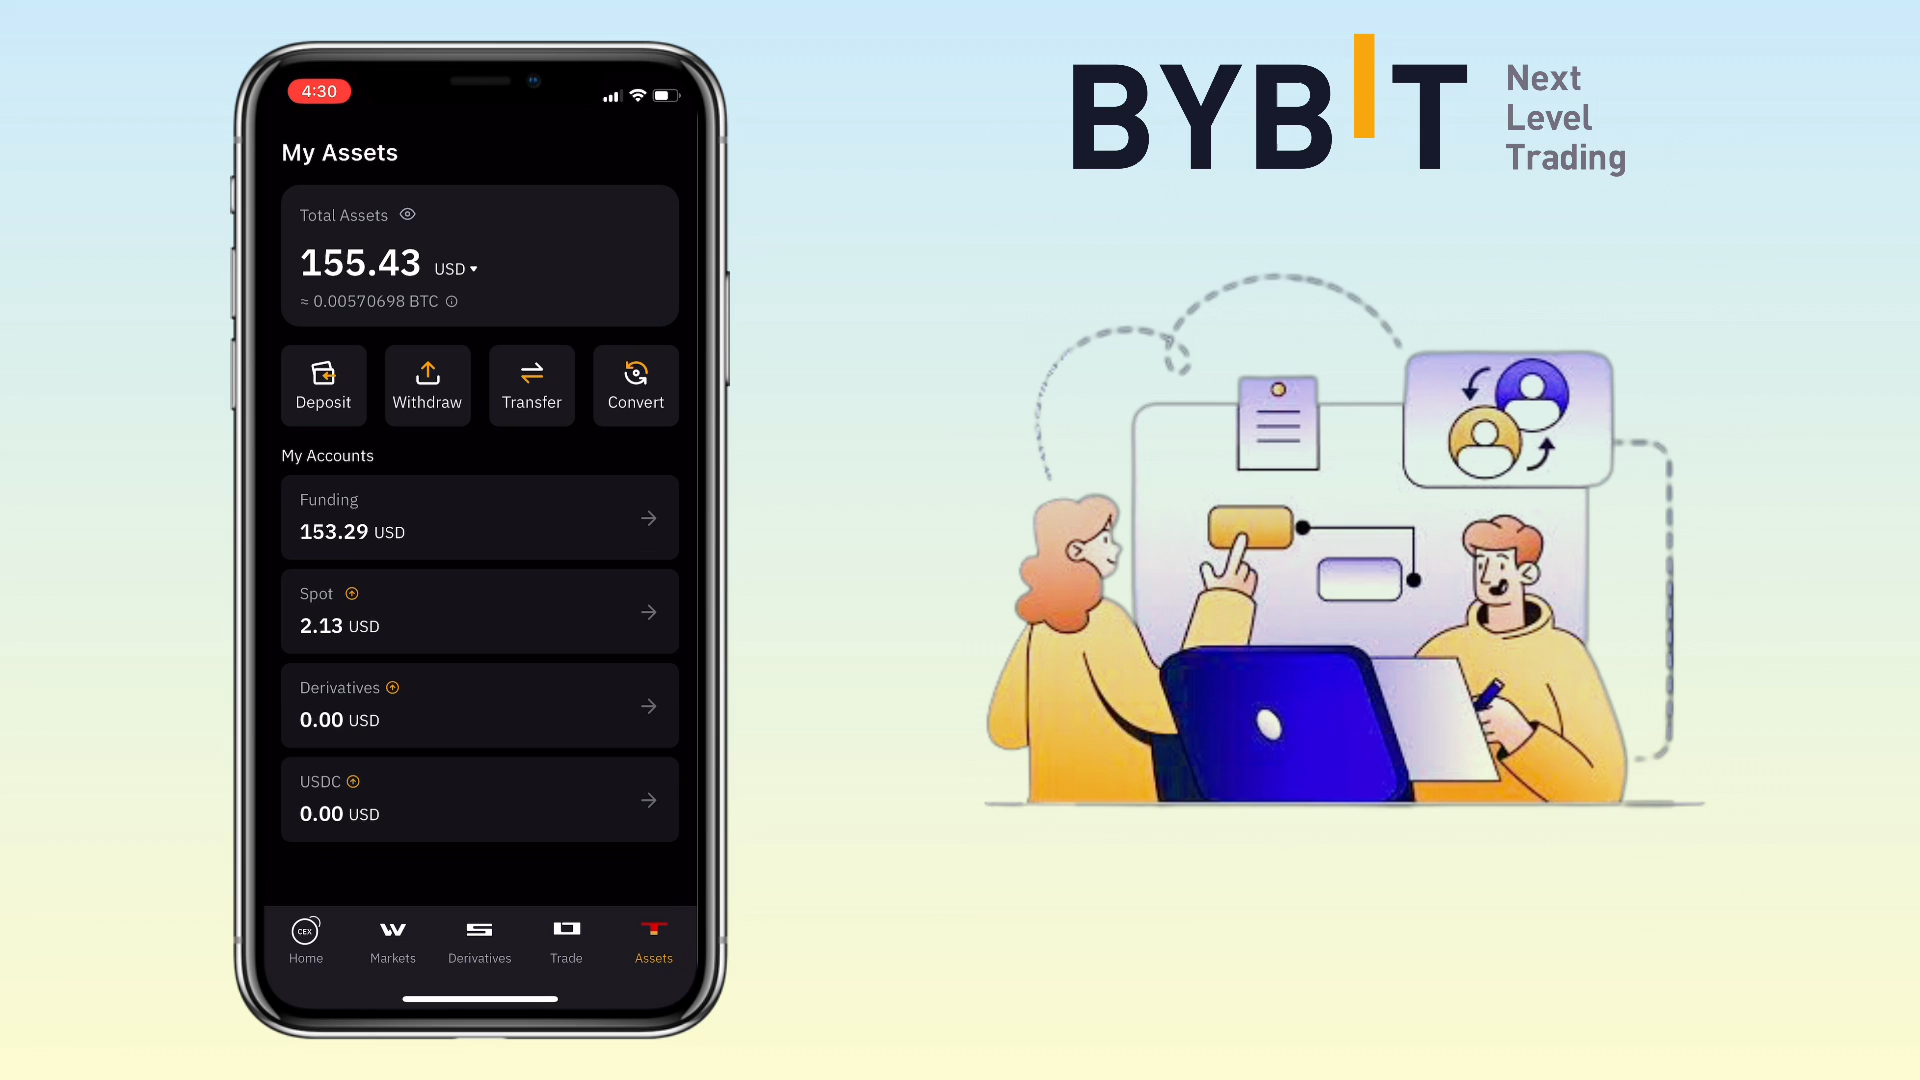 4:30
My Assets
Total Assets
155.43 USD
≈ 0.00570698 BTC
Deposit
Withdraw
Transfer
Convert
My Accounts
Funding
153.29 USD
Spot
2.13 USD
Derivatives
0.00 USD
USDC
0.00 USD
CEX
Home
Markets
Derivatives
Trade
Assets
BYBIT
Next
Level
Trading